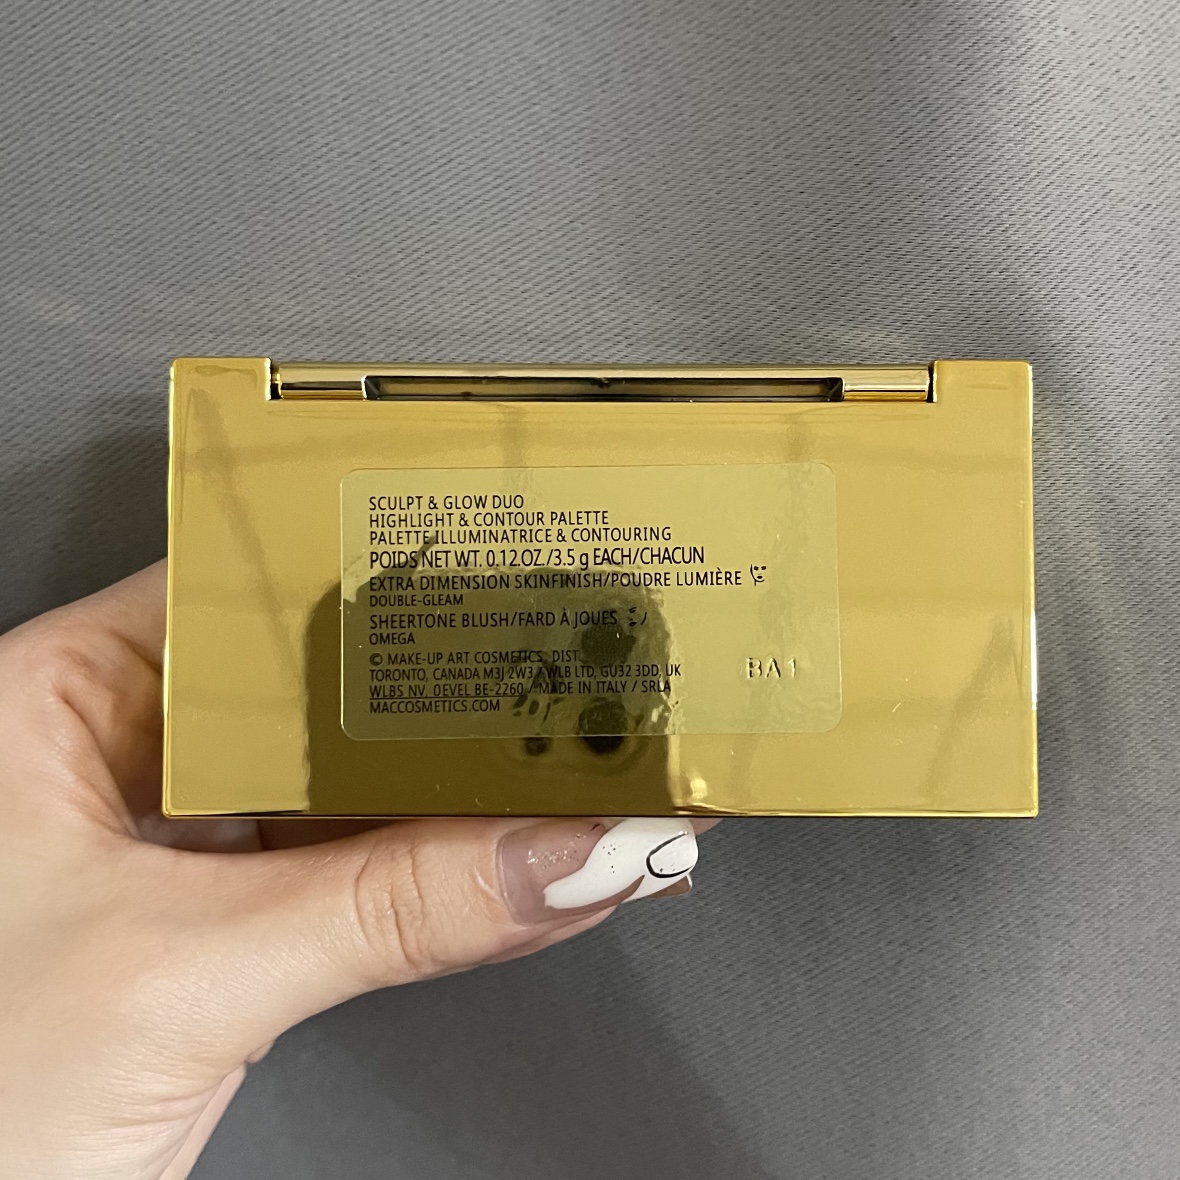 SCULPT & GLOW DUO
HIGHLIGHT & CONTOUR PALETTE
PALETTE ILLUMINATRICE & CONTOURING
POIDS NET WT. 0.12.OZ./3.5 g EACH/CHACUN
EXTRA DIMENSION SKINFINISH/POUDRE LUMIÈRE
DOUBLE-GLEAM
SHEERTONE BLUSH/FARD À JOUES
OMEGA
© MAKE-UP ART COSMETICS, DIST.
TORONTO, CANADA M3J 2W3 / WLB LTD, GU32 3DD, UK
WLBS NV. OEVEL BE-2260 / MADE IN ITALY / SRLA
MACCOSMETICS.COM
BA1